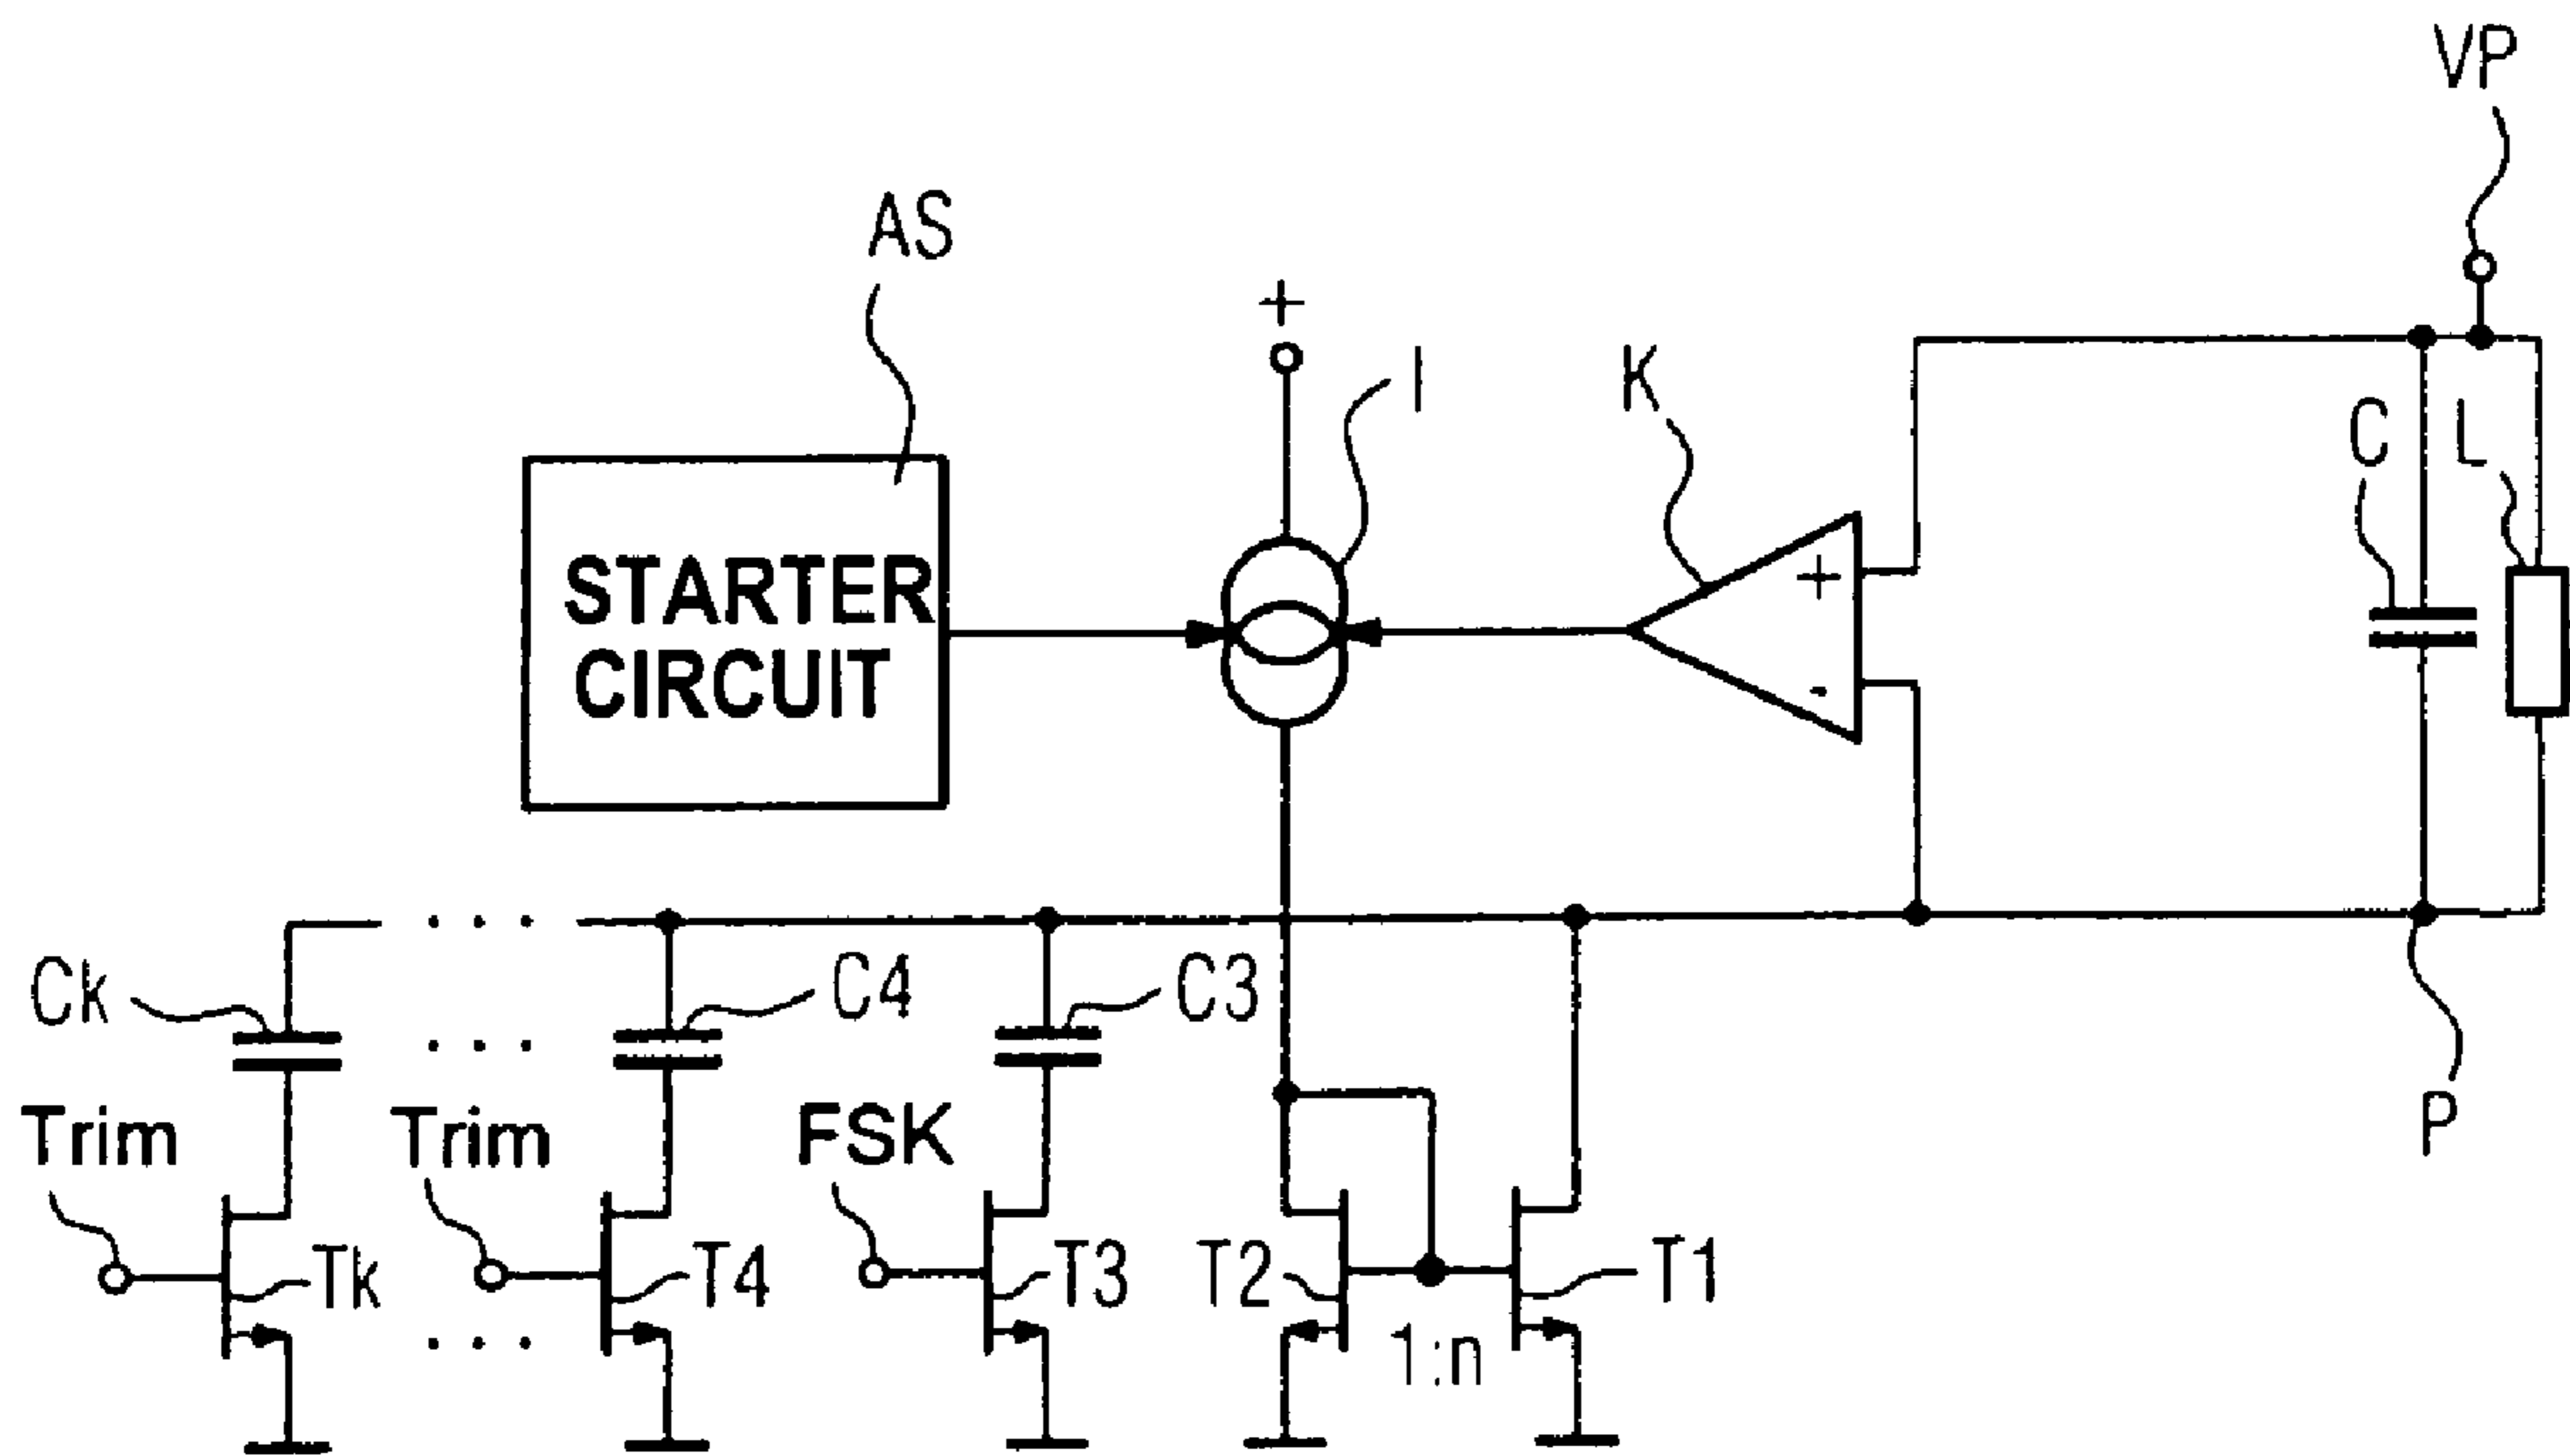 VP
AS
+
I
K
C
L
STARTER
CIRCUIT
+
-
Ck
C4
C3
Trim
Trim
FSK
P
Tk
T4
T3
T2
T1
1:n